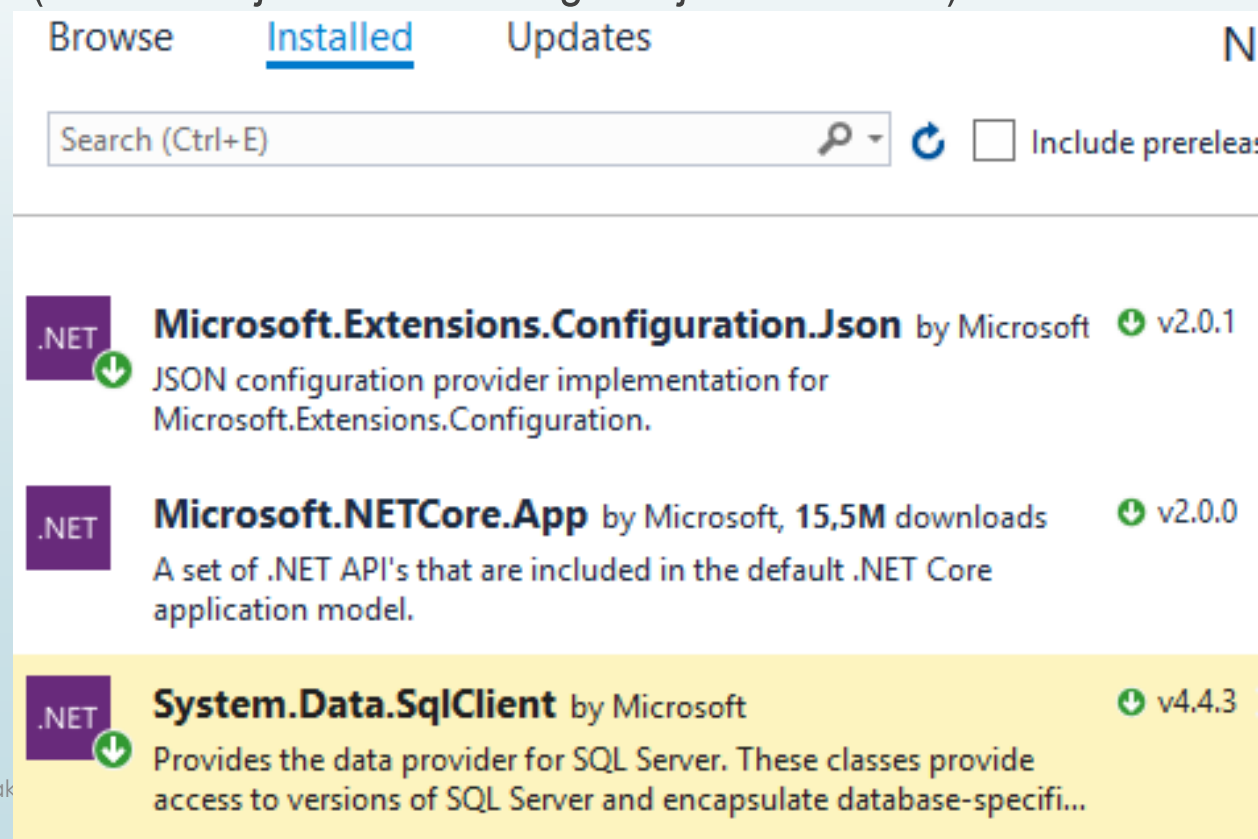 Browse Installed Updates N
Search (Ctrl+E) Include prereleas
.NET Microsoft.Extensions.Configuration.Json by Microsoft v2.0.1
JSON configuration provider implementation for
Microsoft.Extensions.Configuration.
.NET Microsoft.NETCore.App by Microsoft, 15,5M downloads v2.0.0
A set of .NET API's that are included in the default .NET Core
application model.
.NET System.Data.SqlClient by Microsoft v4.4.3
Provides the data provider for SQL Server. These classes provide
ak access to versions of SQL Server and encapsulate database-specifi...